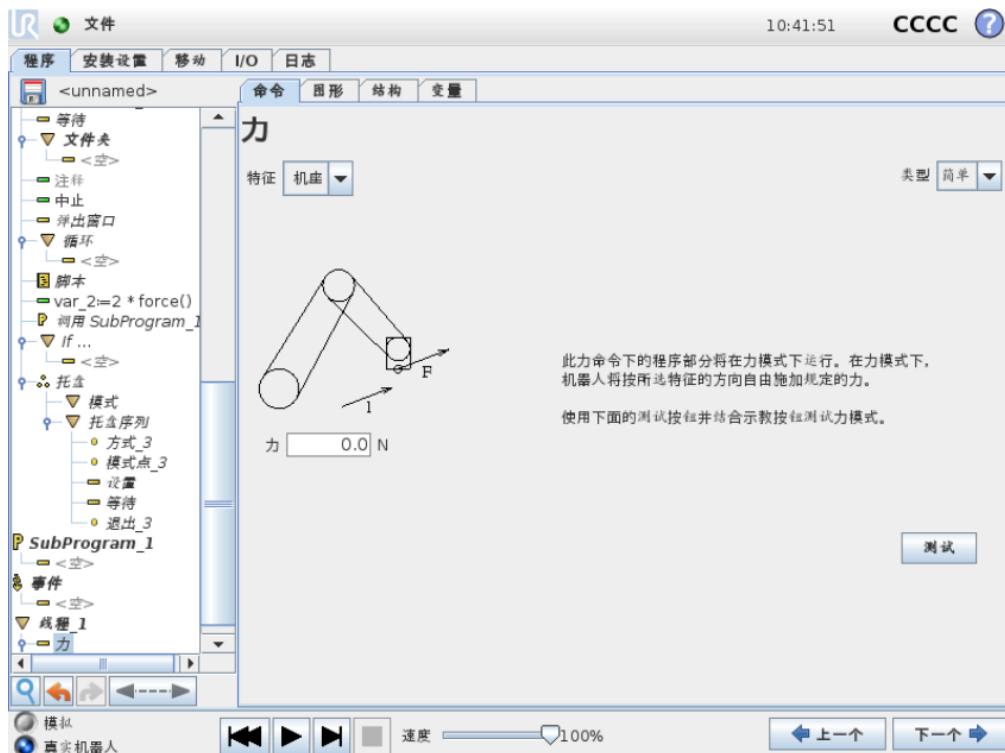 UR 文件 10:41:51 CCCC ?
程序 安装设置 移动 I/O 日志
<unnamed>
命令 图形 结构 变量
等待
文件夹
<空>
注释
中止
弹出窗口
循环
<空>
脚本
var_2:=2 * force()
调用 SubProgram_1
If ...
<空>
托盘
模式
托盘序列
方式_3
模式点_3
设置
等待
退出_3
SubProgram_1
<空>
事件
<空>
线程_1
力
力
特征 机座
类型 简单
F
1
力 0.0 N
此力命令下的程序部分将在力模式下运行。在力模式下,
机器人将按所选特征的方向自由施加规定的力。
使用下面的测试按钮并结合示教按钮测试力模式。
测试
模拟
真实机器人
速度 100%
上一个 下一个